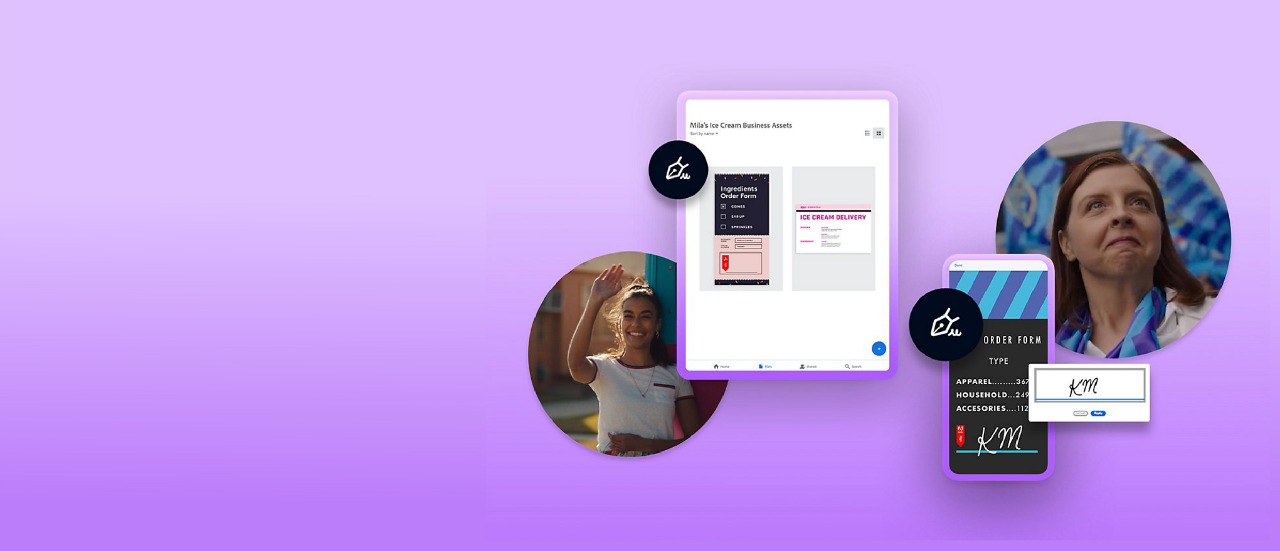 Mila's Ice Cream Business Assets
Sort by name
Ingredients
Order Form
CONES
SYRUP
SPRINKLES
ICE CREAM DELIVERY
Home
Files
Shared
Search
ORDER FORM
TYPE
APPAREL.........367
HOUSEHOLD...249
ACCESORIES....112
KM
KM
Apply